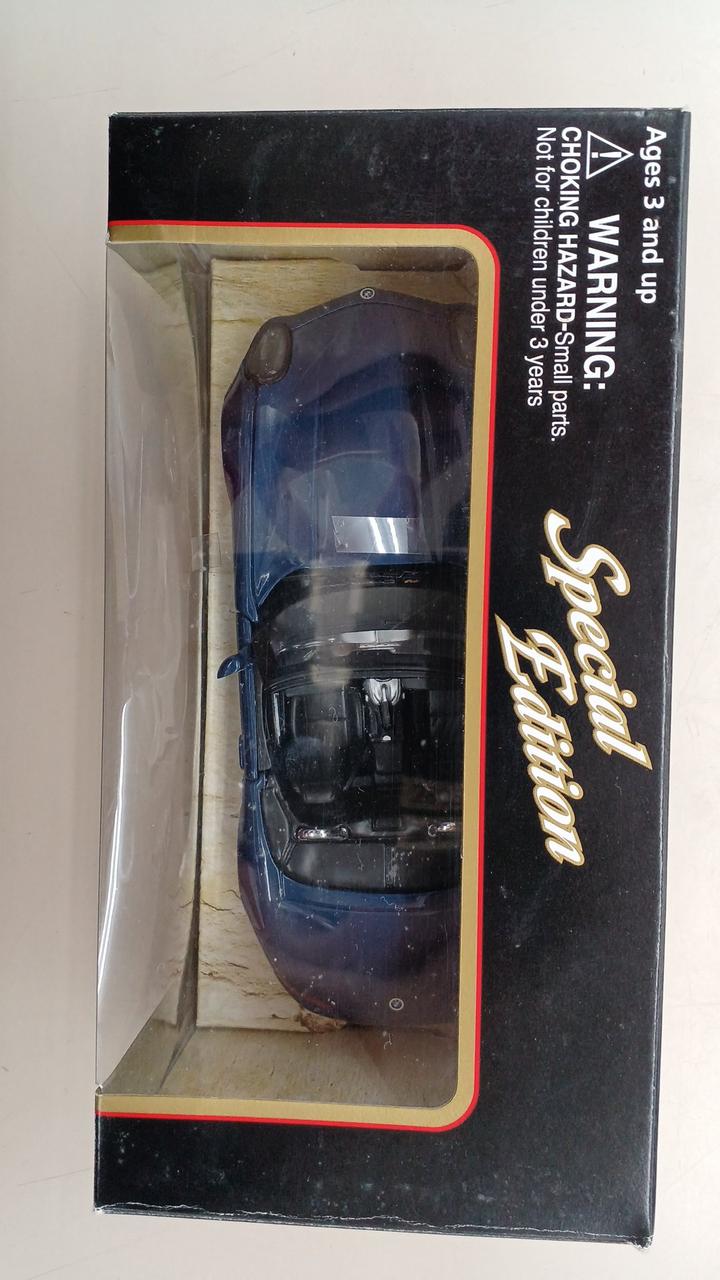 Ages 3 and up
WARNING:
CHOKING HAZARD-Small parts.
Not for children under 3 years
Special
Edition